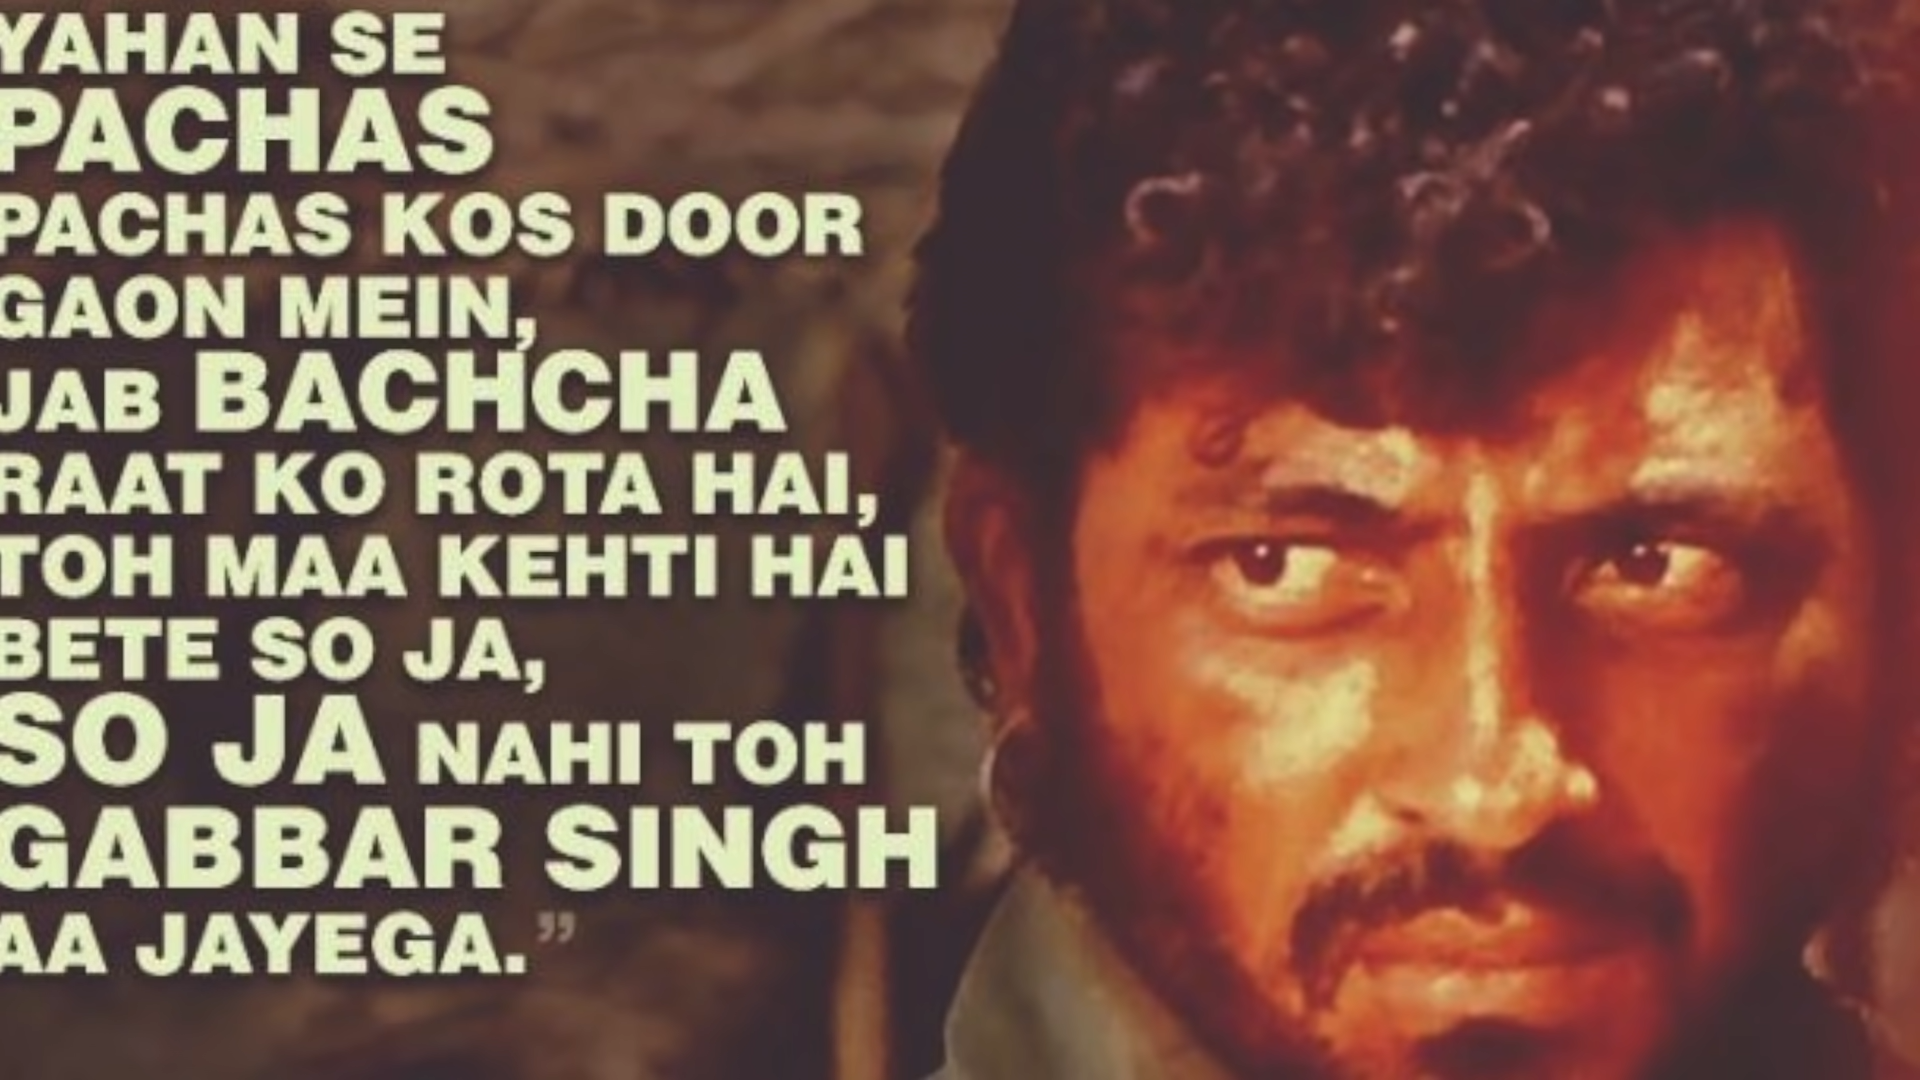 YAHAN SE
PACHAS
PACHAS KOS DOOR
GAON MEIN,
JAB BACHCHA
RAAT KO ROTA HAI,
TOH MAA KEHTI HAI
BETE SO JA,
SO JA NAHI TOH
GABBAR SINGH
AA JAYEGA.”